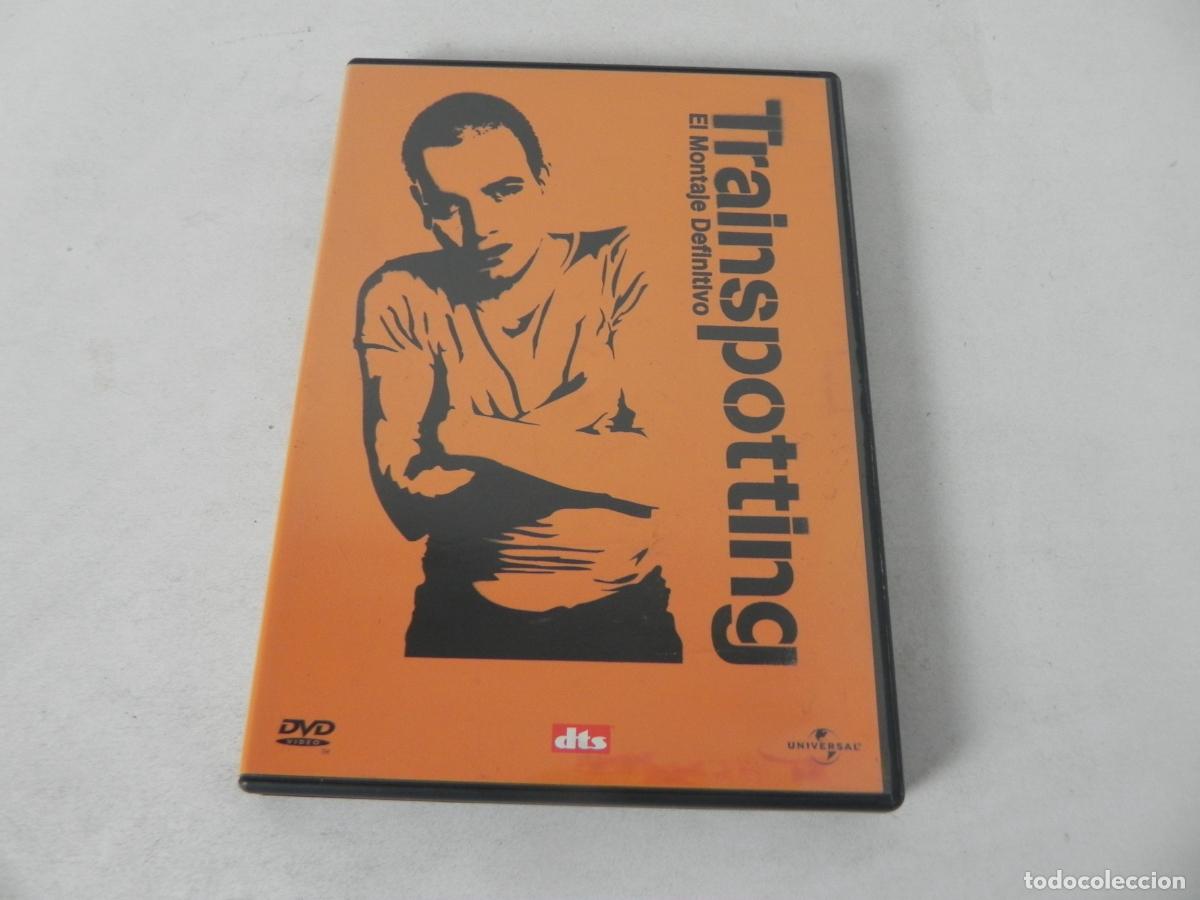 Trainspotting
El Montaje Definitivo
DVD
VIDEO
dts
UNIVERSAL
todocoleccion